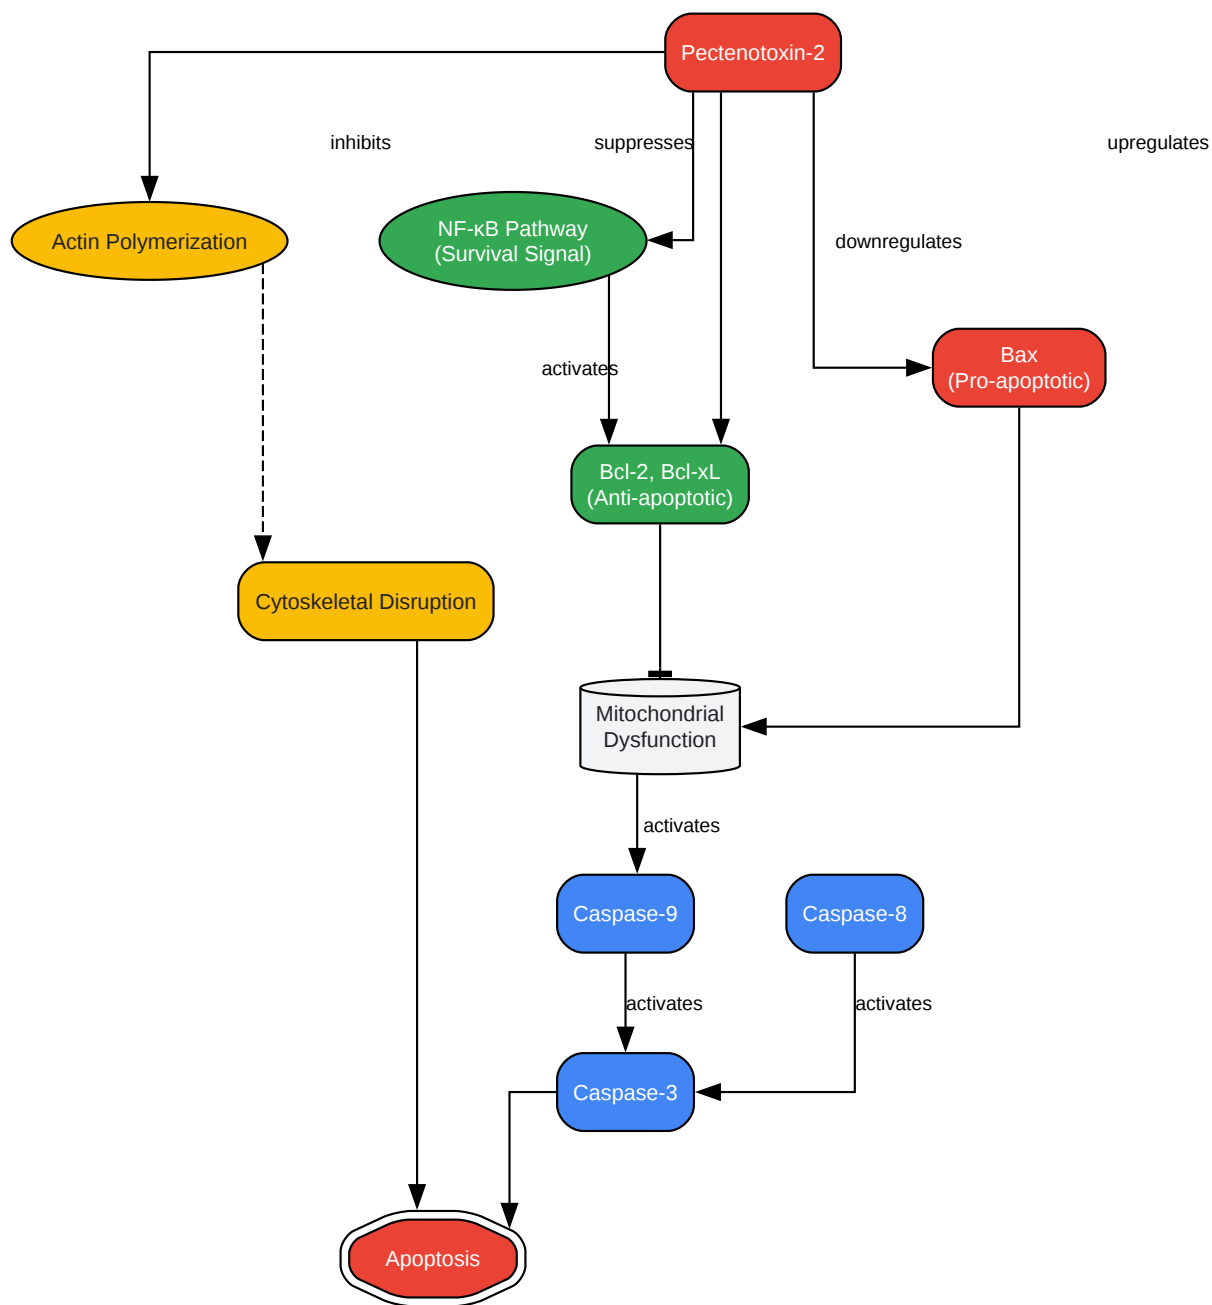 Pectenotoxin-2
inhibits
suppresses
upregulates
Actin Polymerization
NF-κB Pathway
(Survival Signal)
downregulates
Bax
(Pro-apoptotic)
activates
Bcl-2, Bcl-xL
(Anti-apoptotic)
Cytoskeletal Disruption
Mitochondrial
Dysfunction
activates
Caspase-9
Caspase-8
activates
activates
Caspase-3
Apoptosis